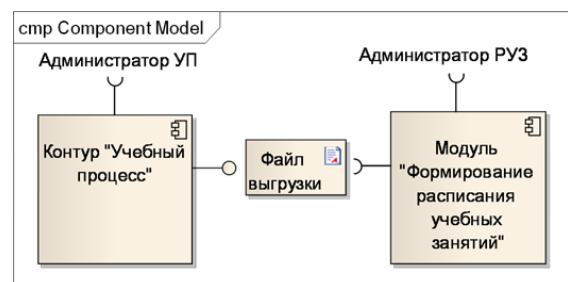 cmp Component Model
Администратор УП
Администратор РУЗ
Контур "Учебный
процесс"
Файл
выгрузки
Модуль
"Формирование
расписания
учебных
занятий"